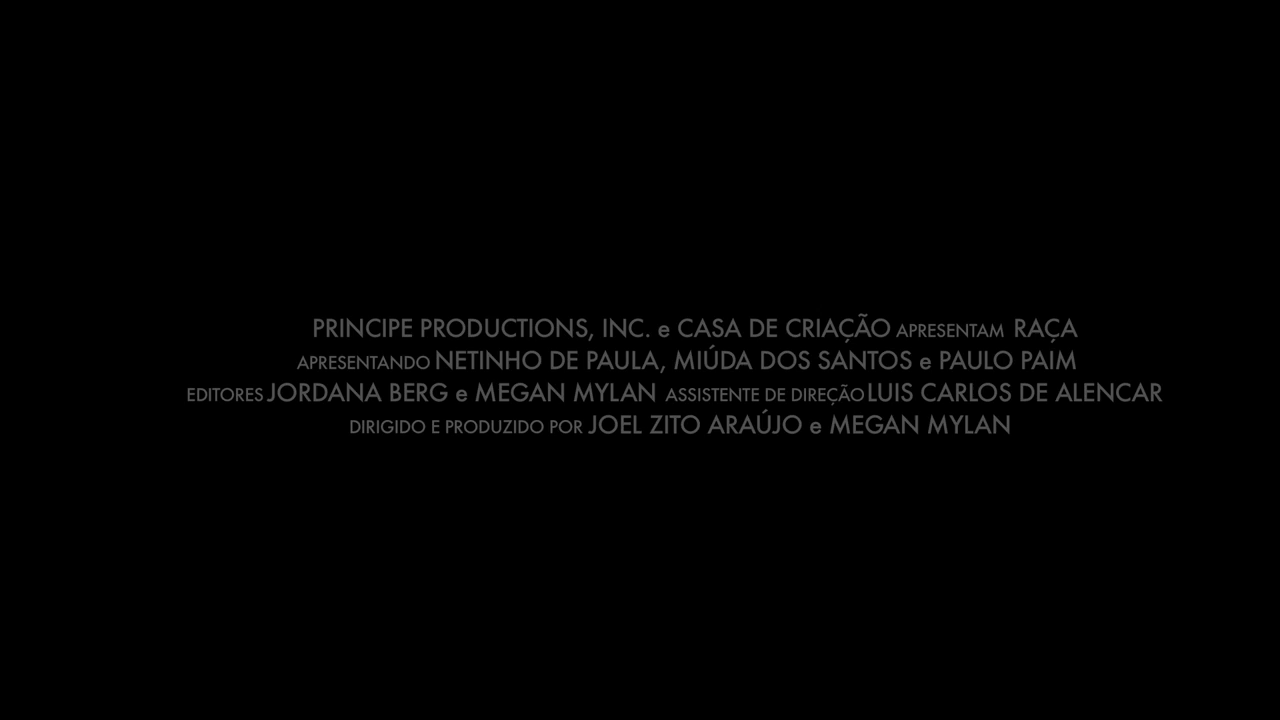 PRINCIPE PRODUCTIONS, INC. e CASA DE CRIAÇÃO APRESENTAM RAÇA
APRESENTANDO NETINHO DE PAULA, MIÚDA DOS SANTOS e PAULO PAIM
EDITORES JORDANA BERG e MEGAN MYLAN ASSISTENTE DE DIREÇÃO LUIS CARLOS DE ALENCAR
DIRIGIDO E PRODUZIDO POR JOEL ZITO ARAÚJO e MEGAN MYLAN